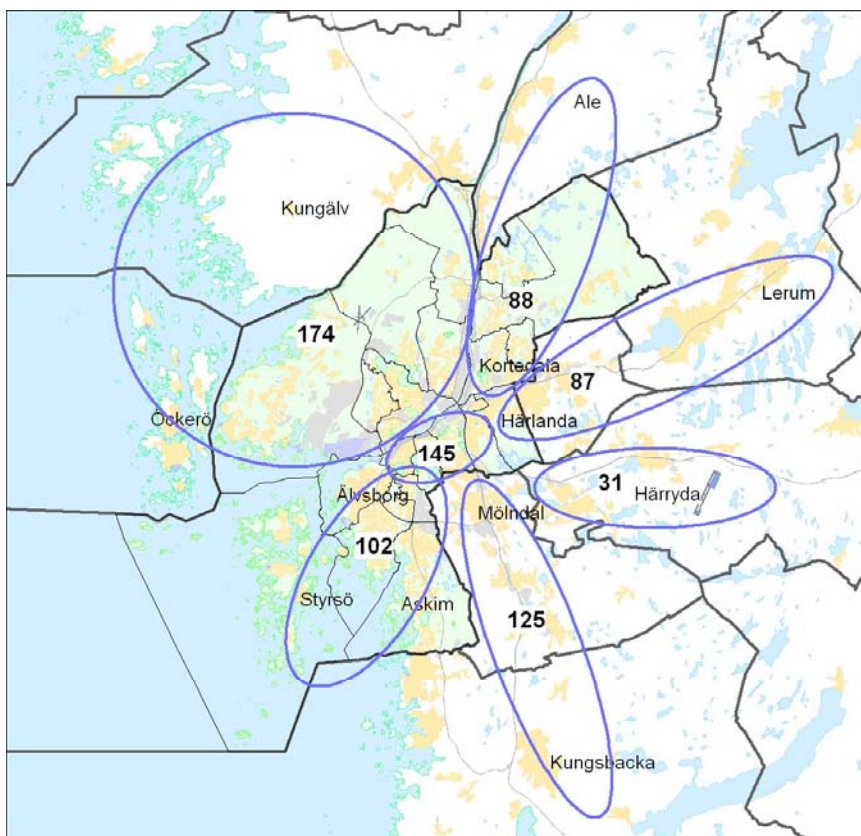 Ale
Kungälv
Lerum
88
174
Kortedala
87
Öckerö
Härlanda
145
31
Älvsborg
Härryda
Mölndal
102
Styrsö
Askim
125
Kungsbacka